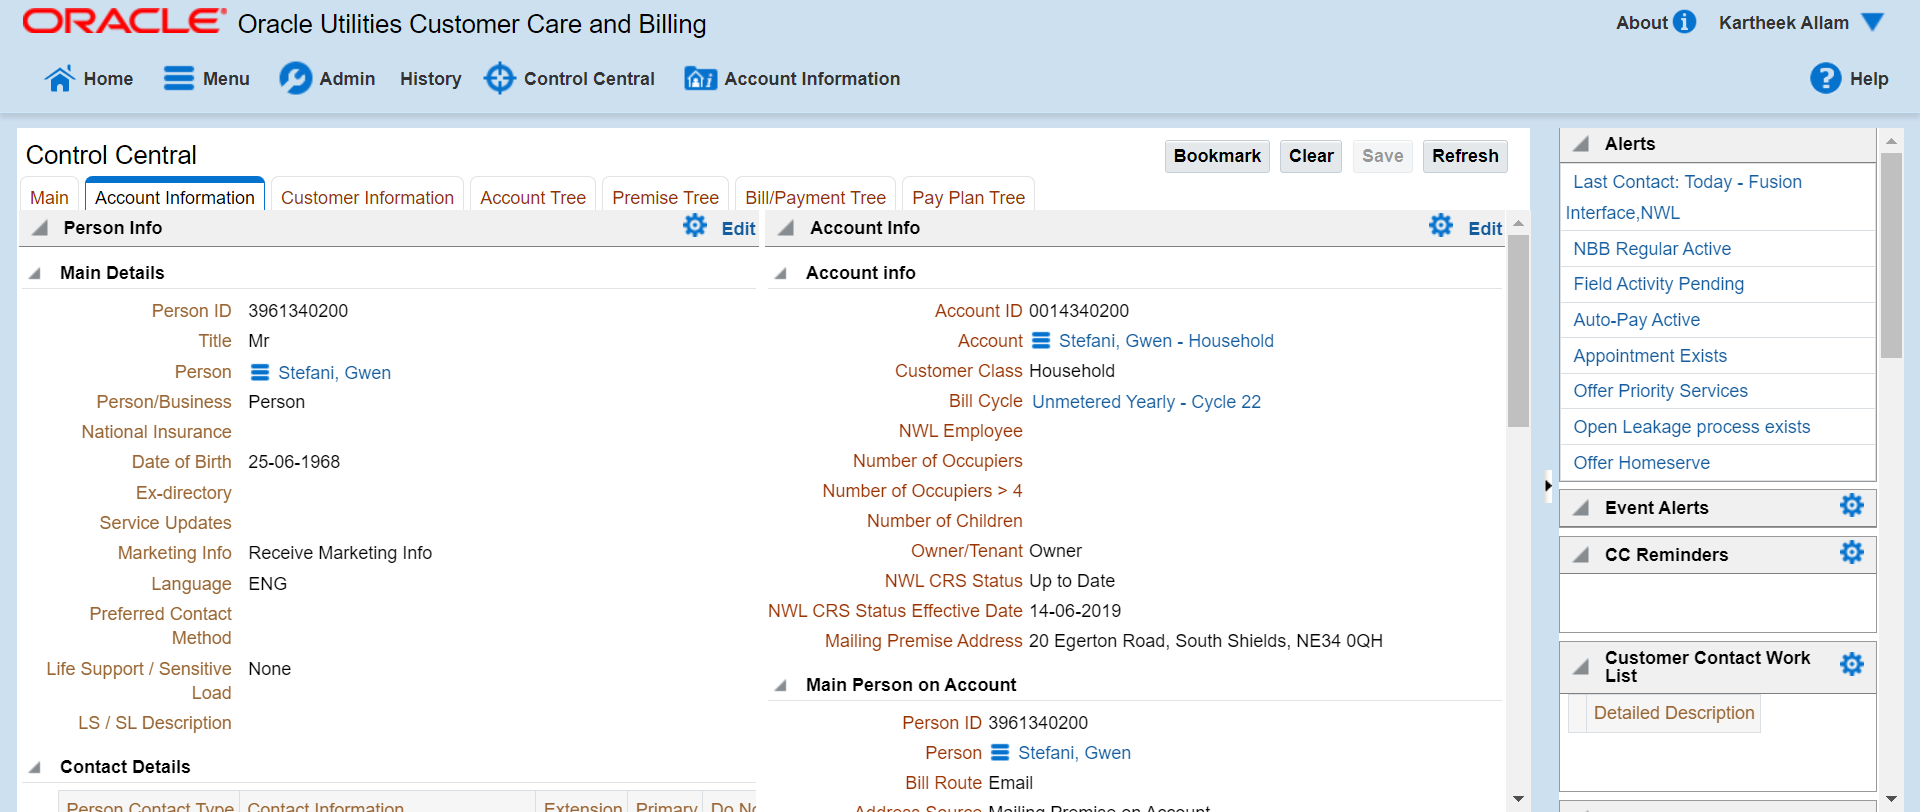 ORACLE Oracle Utilities Customer Care and Billing
About Kartheek Allam
Home Menu Admin History Control Central Account Information Help
Control Central
Bookmark Clear Save Refresh
Main Account Information Customer Information Account Tree Premise Tree Bill/Payment Tree Pay Plan Tree
Person Info Edit
Main Details
Person ID 3961340200
Title Mr
Person Stefani, Gwen
Person/Business Person
National Insurance
Date of Birth 25-06-1968
Ex-directory
Service Updates
Marketing Info Receive Marketing Info
Language ENG
Preferred Contact
Method
Life Support / Sensitive None
Load
LS / SL Description
Contact Details
Person Contact Type Contact Information Extension Primary Do No
Account Info Edit
Account info
Account ID 0014340200
Account Stefani, Gwen - Household
Customer Class Household
Bill Cycle Unmetered Yearly - Cycle 22
NWL Employee
Number of Occupiers
Number of Occupiers > 4
Number of Children
Owner/Tenant Owner
NWL CRS Status Up to Date
NWL CRS Status Effective Date 14-06-2019
Mailing Premise Address 20 Egerton Road, South Shields, NE34 0QH
Main Person on Account
Person ID 3961340200
Person Stefani, Gwen
Bill Route Email
Address Source Mailing Premise on Account
Alerts
Last Contact: Today - Fusion
Interface,NWL
NBB Regular Active
Field Activity Pending
Auto-Pay Active
Appointment Exists
Offer Priority Services
Open Leakage process exists
Offer Homeserve
Event Alerts
CC Reminders
Customer Contact Work
List
Detailed Description